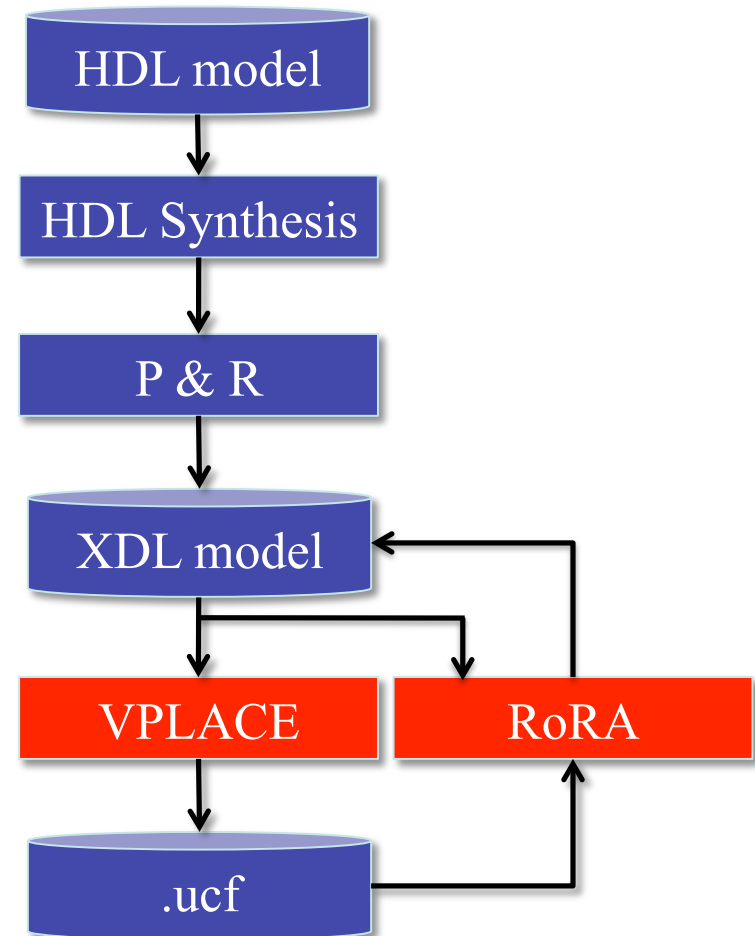 HDL model
HDL Synthesis
P & R
XDL model
VPLACE
RoRA
.ucf